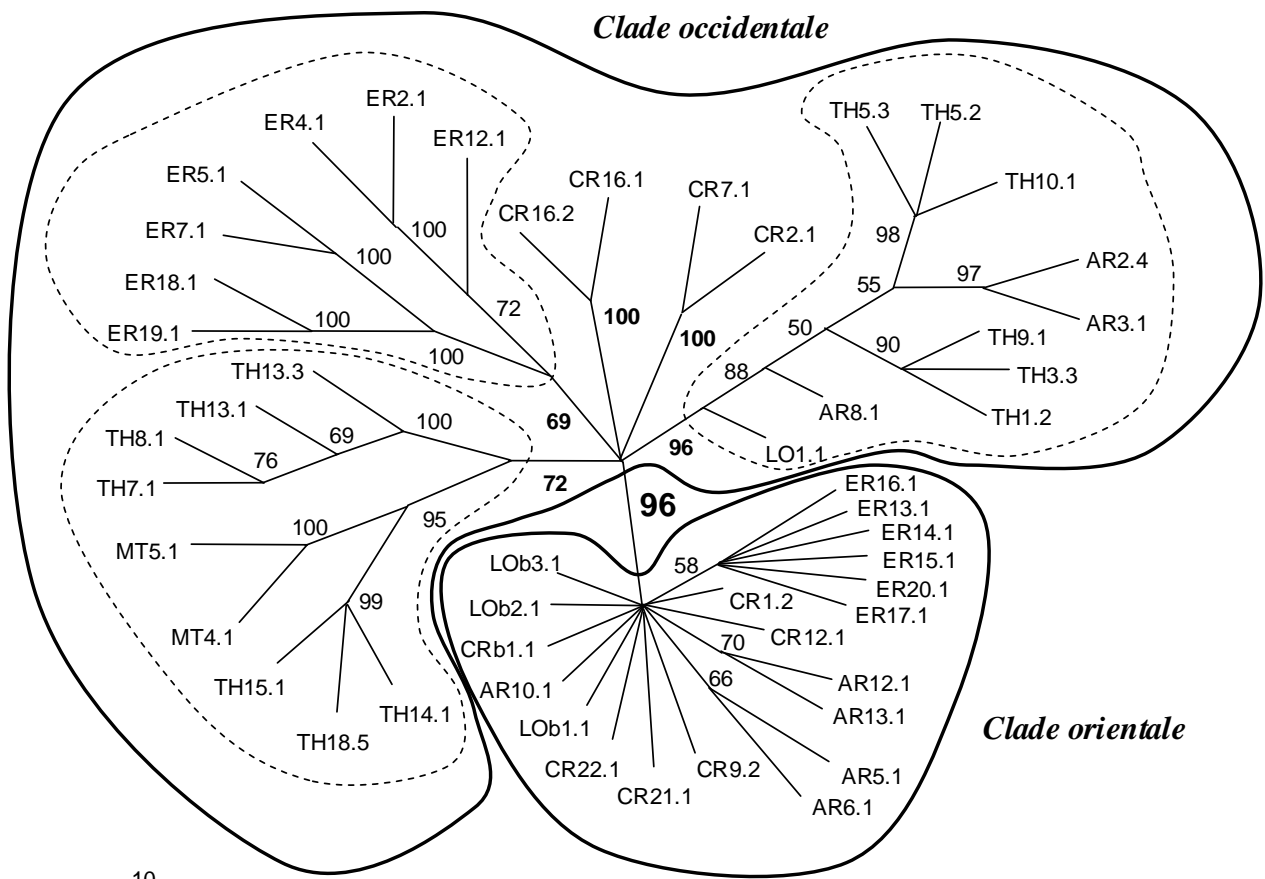 Clade occidentale
ER2.1
ER4.1
ER12.1
ER5.1
ER7.1
ER18.1
ER19.1
100
100
100
72
100
CR16.1
CR16.2
CR7.1
CR2.1
100
100
TH5.3
TH5.2
TH10.1
98
55
97
AR2.4
AR3.1
50
90
TH9.1
TH3.3
TH1.2
88
AR8.1
LO1.1
96
69
TH13.3
TH13.1
TH8.1
TH7.1
100
69
76
72
95
100
MT5.1
MT4.1
99
TH15.1
TH18.5
TH14.1
96
ER16.1
ER13.1
ER14.1
ER15.1
ER20.1
ER17.1
58
LOb3.1
LOb2.1
CRb1.1
AR10.1
LOb1.1
CR22.1
CR21.1
CR9.2
CR1.2
CR12.1
70
66
AR12.1
AR13.1
AR5.1
AR6.1
Clade orientale
10